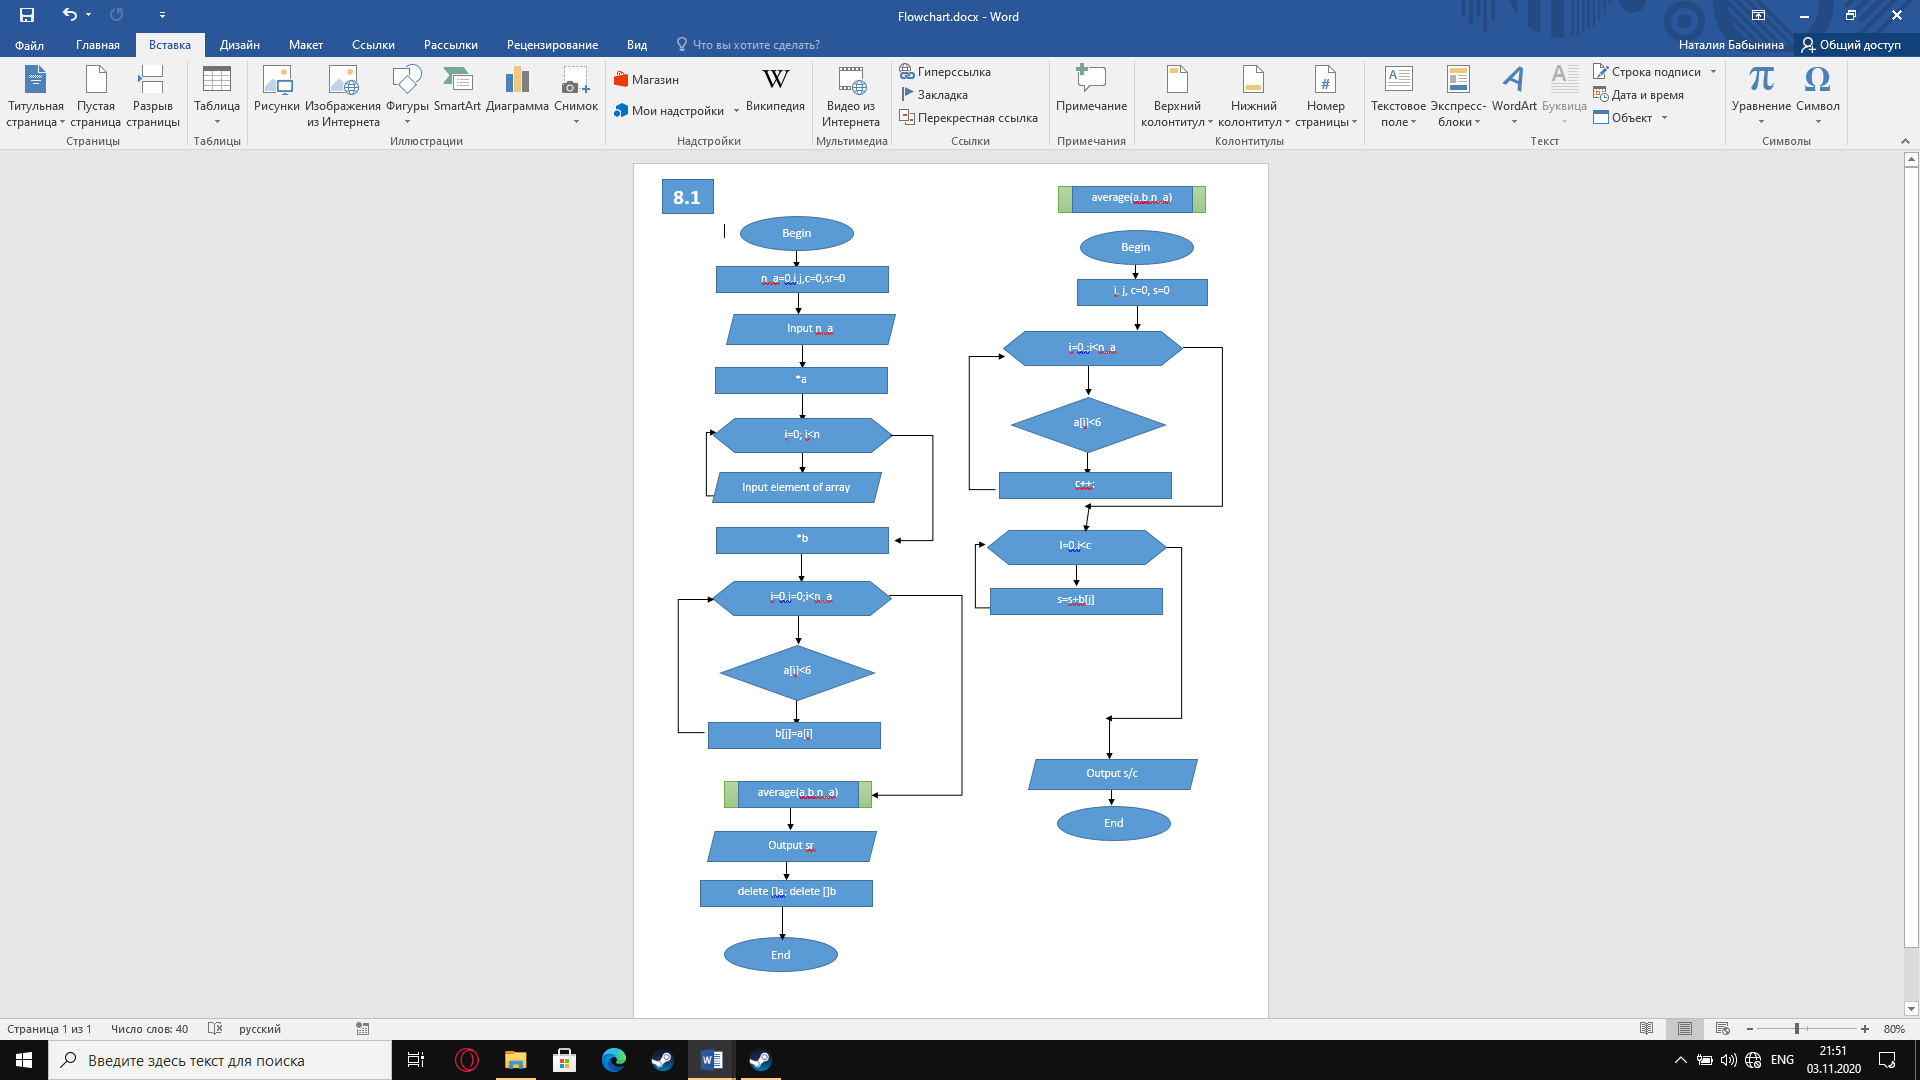 Flowchart.docx - Word
Файл
Главная
Вставка
Дизайн
Макет
Ссылки
Рассылки
Рецензирование
Вид
Что вы хотите сделать?
Наталия Бабынина
Общий доступ
Титульная страница
Пустая страница
Разрыв страницы
Страницы
Таблица
Таблицы
Рисунки
Изображения из Интернета
Фигуры
SmartArt
Диаграмма
Снимок
Иллюстрации
Магазин
Мои надстройки
Википедия
Надстройки
Видео из Интернета
Мультимедиа
Гиперссылка
Закладка
Перекрестная ссылка
Ссылки
Примечание
Примечания
Верхний колонтитул
Нижний колонтитул
Номер страницы
Колонтитулы
Текстовое поле
Экспресс-блоки
WordArt
Буквица
Строка подписи
Дата и время
Объект
Текст
Уравнение
Символ
Символы
8.1
Begin
n_a=0,i,j,c=0,sr=0
Input n_a
*a
i=0; i<n
Input element of array
*b
i=0,i=0;i<n_a
a[i]<6
b[j]=a[i]
average(a,b,n_a)
Output sr
delete []a; delete []b
End
average(a,b,n_a)
Begin
i, j, c=0, s=0
i=0,;i<n_a
a[i]<6
c++;
I=0,i<c
s=s+b[j]
Output s/c
End
Страница 1 из 1
Число слов: 40
русский
80%
Введите здесь текст для поиска
ENG
21:51
03.11.2020